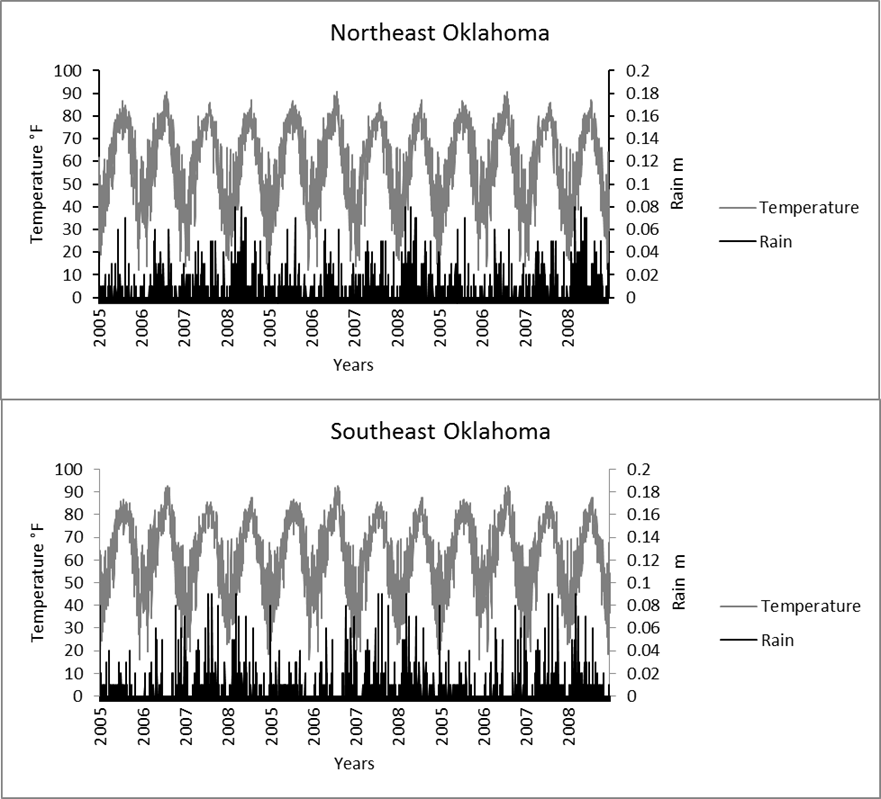 Northeast Oklahoma
100 0.2
90 0.18
80 0.16
70 0.14
60 0.12
50 0.1
40 0.08
30 0.06
20 0.04
10 0.02
0 0
Temperature °F
Rain m
Temperature
Rain
2005 2006 2007 2008 2005 2006 2007 2008 2005 2006 2007 2008
Years
Southeast Oklahoma
100 0.2
90 0.18
80 0.16
70 0.14
60 0.12
50 0.1
40 0.08
30 0.06
20 0.04
10 0.02
0 0
Temperature °F
Rain m
Temperature
Rain
2005 2006 2007 2008 2005 2006 2007 2008 2005 2006 2007 2008
Years